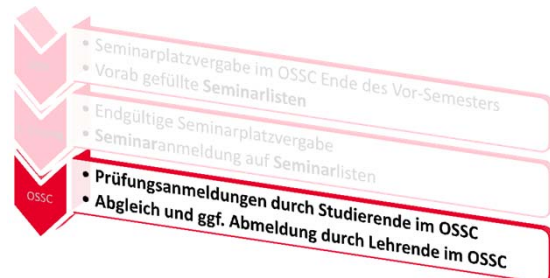 • Seminarplatzvergabe im OSSC Ende des Vor-Semesters
• Vorab gefüllte Seminarlisten
• Endgültige Seminarplatzvergabe
• Seminaranmeldung auf Seminarlisten
OSSC
• Prüfungsanmeldungen durch Studierende im OSSC
• Abgleich und ggf. Abmeldung durch Lehrende im OSSC